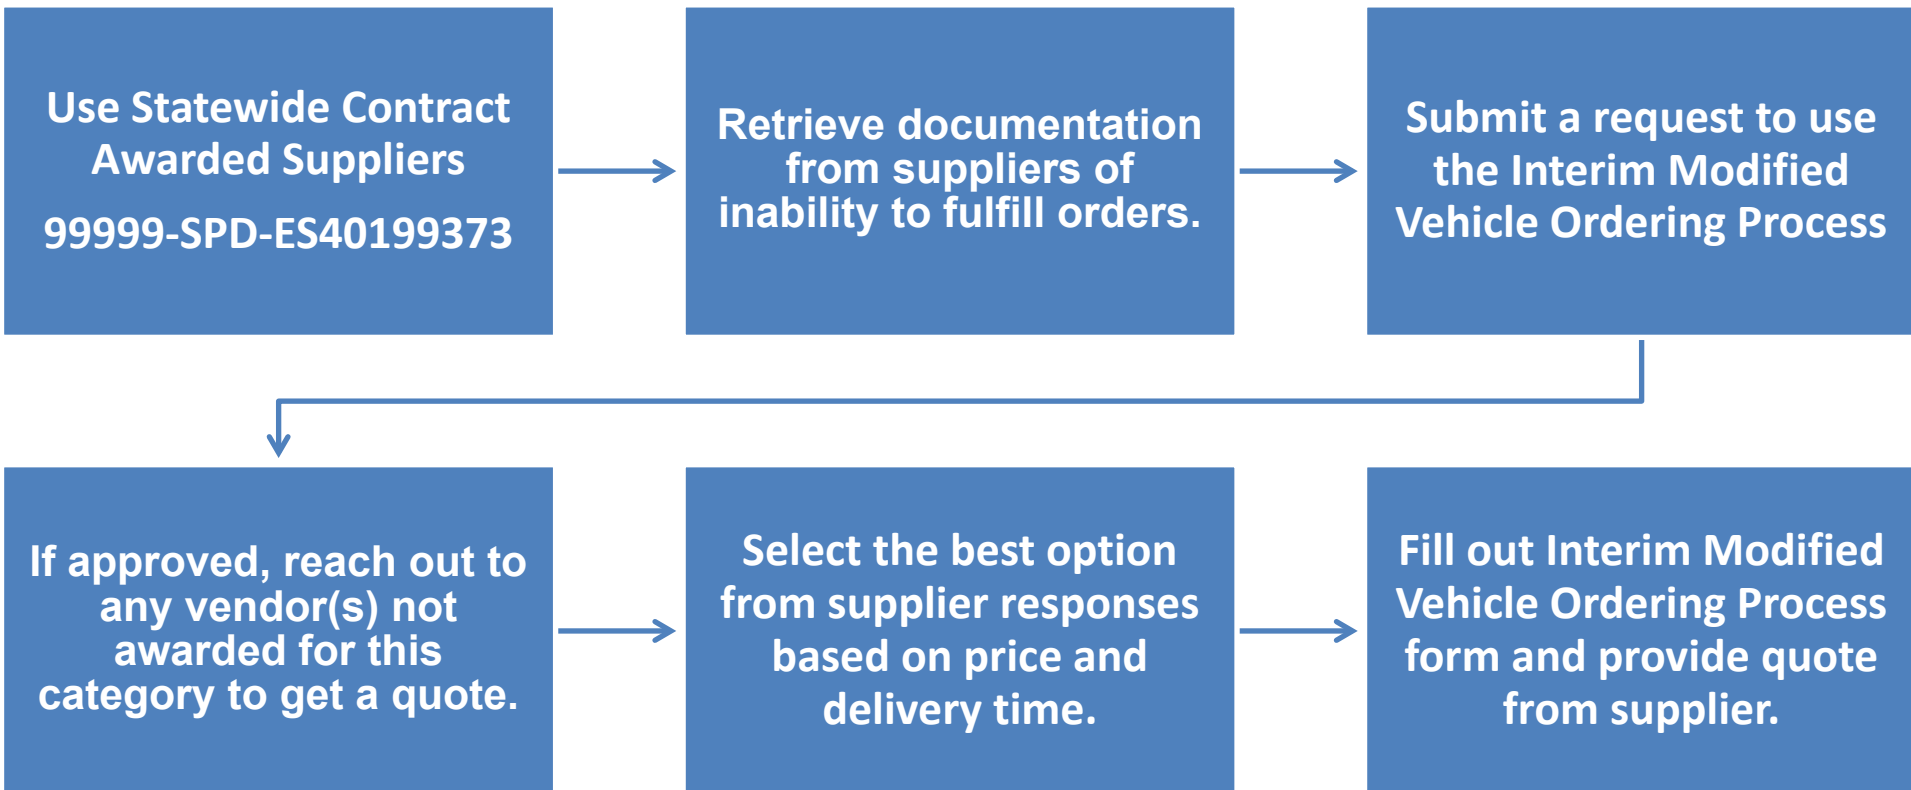 Use Statewide Contract
Awarded Suppliers
99999-SPD-ES40199373
Retrieve documentation
from suppliers of
inability to fulfill orders.
Submit a request to use
the Interim Modified
Vehicle Ordering Process
If approved, reach out to
any vendor(s) not
awarded for this
category to get a quote.
Select the best option
from supplier responses
based on price and
delivery time.
Fill out Interim Modified
Vehicle Ordering Process
form and provide quote
from supplier.